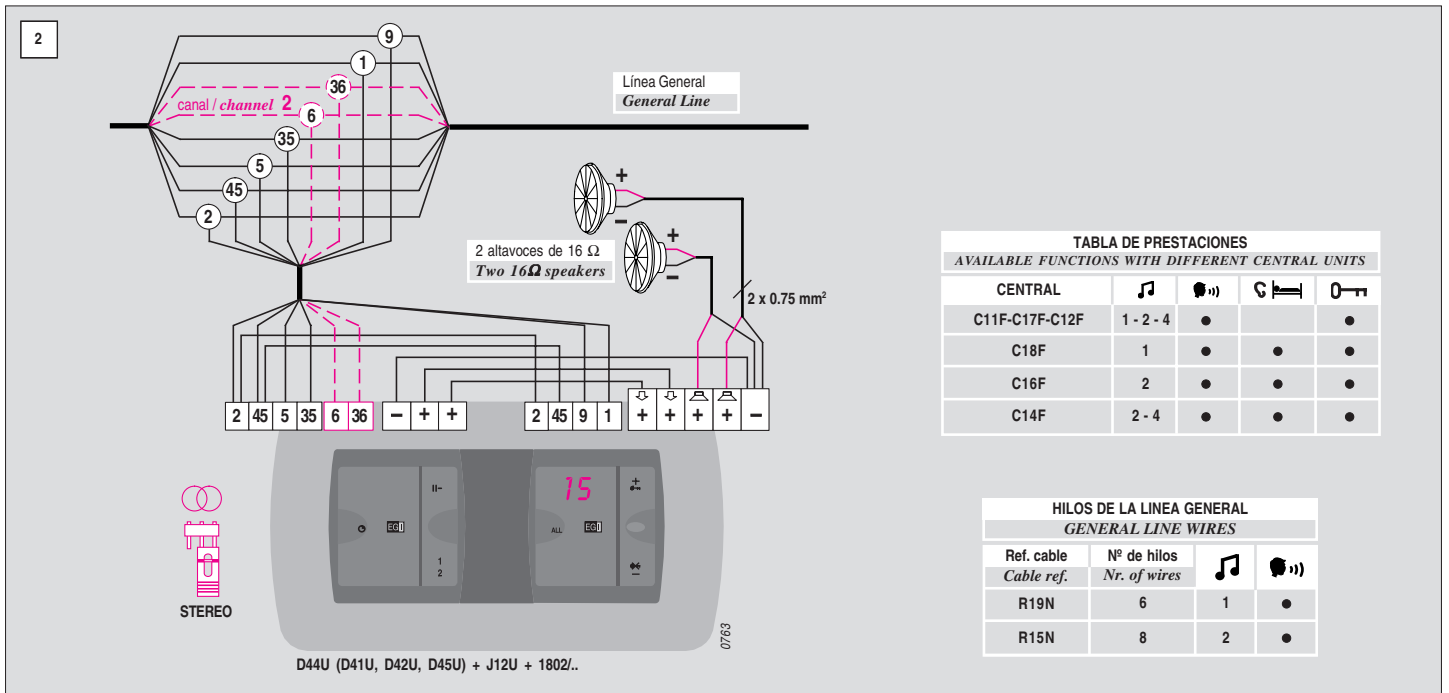 2
9
1
36
canal / channel 2
6
35
5
45
2
Línea General
General Line
+
−
+
−
2 altavoces de 16 Ω
Two 16Ω speakers
2 x 0.75 mm²
2 45 5 35 6 36 − + + 2 45 9 1 + + + + −
II−
EGi
1
2
15
ALL
EGi
+
−
STEREO
0763
D44U (D41U, D42U, D45U) + J12U + 1802/..
TABLA DE PRESTACIONES
AVAILABLE FUNCTIONS WITH DIFFERENT CENTRAL UNITS
CENTRAL
C11F-C17F-C12F 1 - 2 - 4 ● ●
C18F 1 ● ● ●
C16F 2 ● ● ●
C14F 2 - 4 ● ● ●
HILOS DE LA LINEA GENERAL
GENERAL LINE WIRES
Ref. cable Nº de hilos
Cable ref. Nr. of wires
R19N 6 1 ●
R15N 8 2 ●